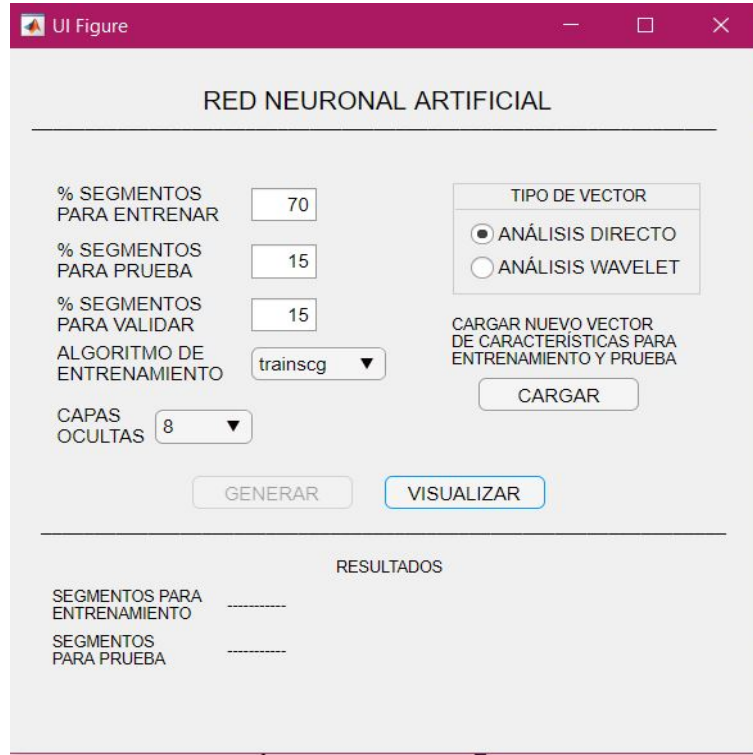 UI Figure
RED NEURONAL ARTIFICIAL
% SEGMENTOS
PARA ENTRENAR
70
% SEGMENTOS
PARA PRUEBA
15
% SEGMENTOS
PARA VALIDAR
15
ALGORITMO DE
ENTRENAMIENTO
trainscg
CAPAS
OCULTAS
8
TIPO DE VECTOR
ANÁLISIS DIRECTO
ANÁLISIS WAVELET
CARGAR NUEVO VECTOR
DE CARACTERÍSTICAS PARA
ENTRENAMIENTO Y PRUEBA
CARGAR
GENERAR
VISUALIZAR
RESULTADOS
SEGMENTOS PARA
ENTRENAMIENTO
-----------
SEGMENTOS
PARA PRUEBA
-----------